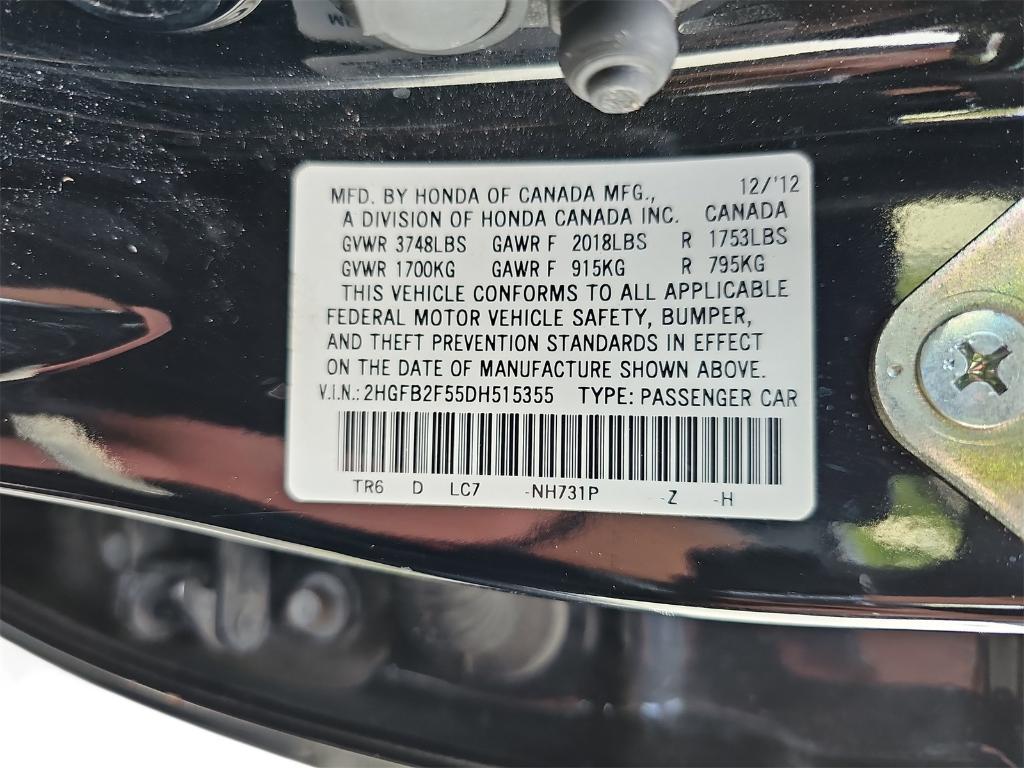 12/'12
MFD. BY HONDA OF CANADA MFG.,
A DIVISION OF HONDA CANADA INC. CANADA
GVWR 3748LBS GAWR F 2018LBS R 1753LBS
GVWR 1700KG GAWR F 915KG R 795KG
THIS VEHICLE CONFORMS TO ALL APPLICABLE
FEDERAL MOTOR VEHICLE SAFETY, BUMPER,
AND THEFT PREVENTION STANDARDS IN EFFECT
ON THE DATE OF MANUFACTURE SHOWN ABOVE.
V.I.N.: 2HGFB2F55DH515355 TYPE: PASSENGER CAR
TR6 D LC7 -NH731P -Z -H